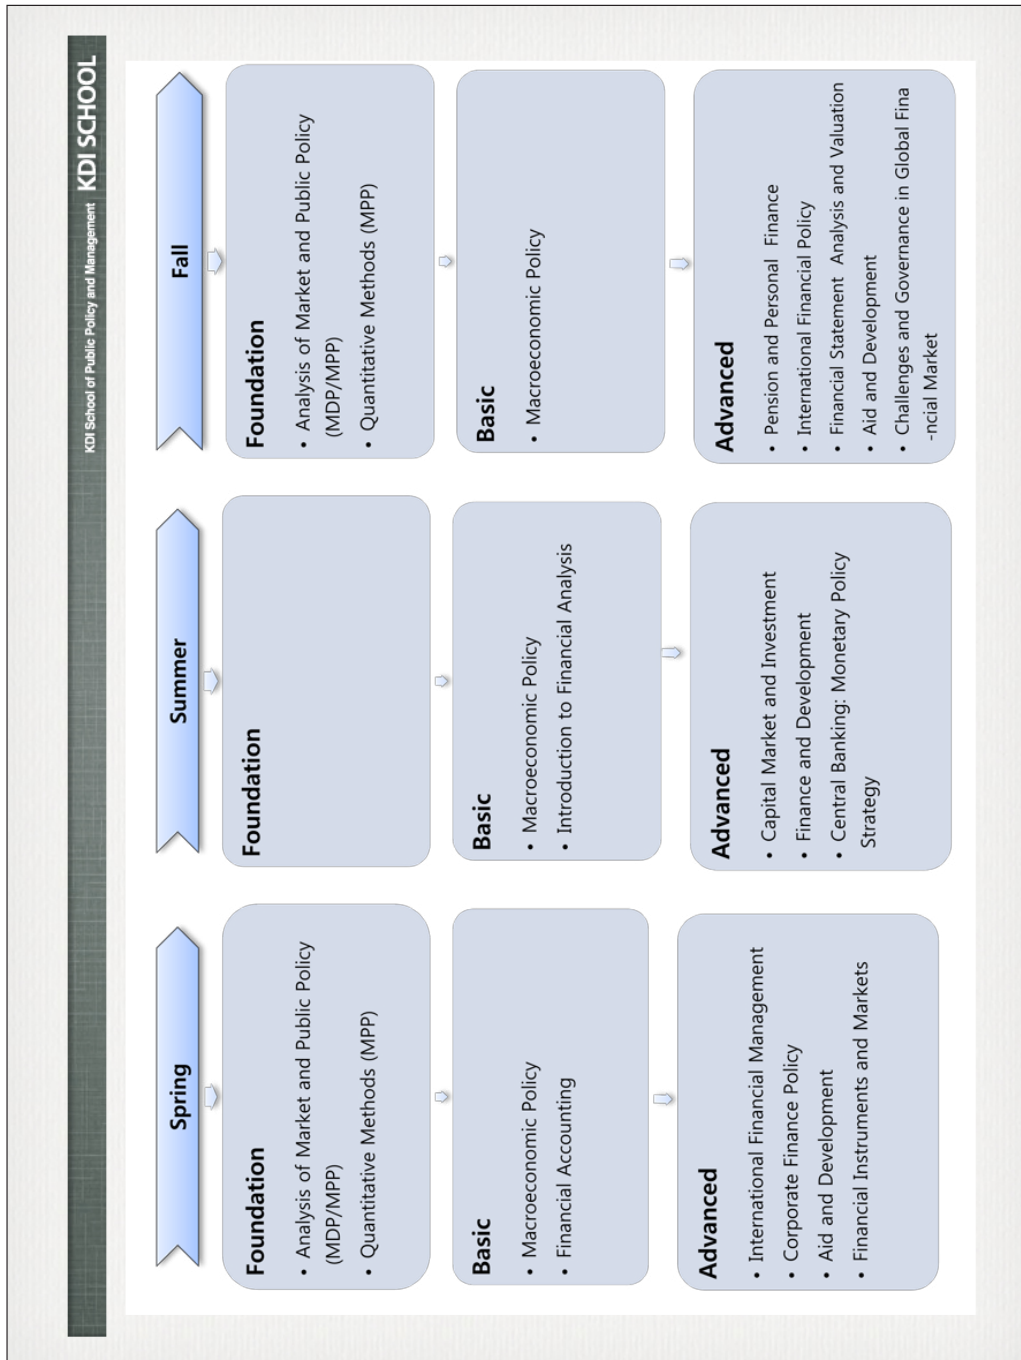 KDI School of Public Policy and Management KDI SCHOOL
Spring
Foundation
• Analysis of Market and Public Policy
(MDP/MPP)
• Quantitative Methods (MPP)
Basic
• Macroeconomic Policy
• Financial Accounting
Advanced
• International Financial Management
• Corporate Finance Policy
• Aid and Development
• Financial Instruments and Markets
Summer
Foundation
Basic
• Macroeconomic Policy
• Introduction to Financial Analysis
Advanced
• Capital Market and Investment
• Finance and Development
• Central Banking: Monetary Policy
Strategy
Fall
Foundation
• Analysis of Market and Public Policy
(MDP/MPP)
• Quantitative Methods (MPP)
Basic
• Macroeconomic Policy
Advanced
• Pension and Personal Finance
• International Financial Policy
• Financial Statement Analysis and Valuation
• Aid and Development
• Challenges and Governance in Global Fina
-ncial Market